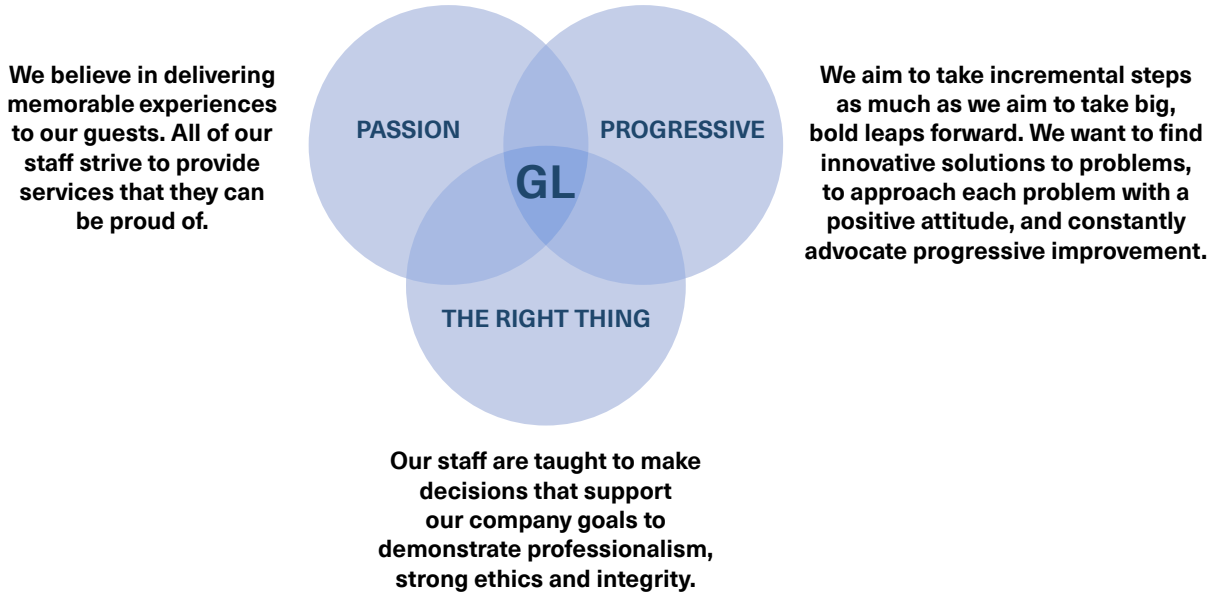 We believe in delivering
memorable experiences
to our guests. All of our
staff strive to provide
services that they can
be proud of.
PASSION
PROGRESSIVE
GL
THE RIGHT THING
We aim to take incremental steps
as much as we aim to take big,
bold leaps forward. We want to find
innovative solutions to problems,
to approach each problem with a
positive attitude, and constantly
advocate progressive improvement.
Our staff are taught to make
decisions that support
our company goals to
demonstrate professionalism,
strong ethics and integrity.